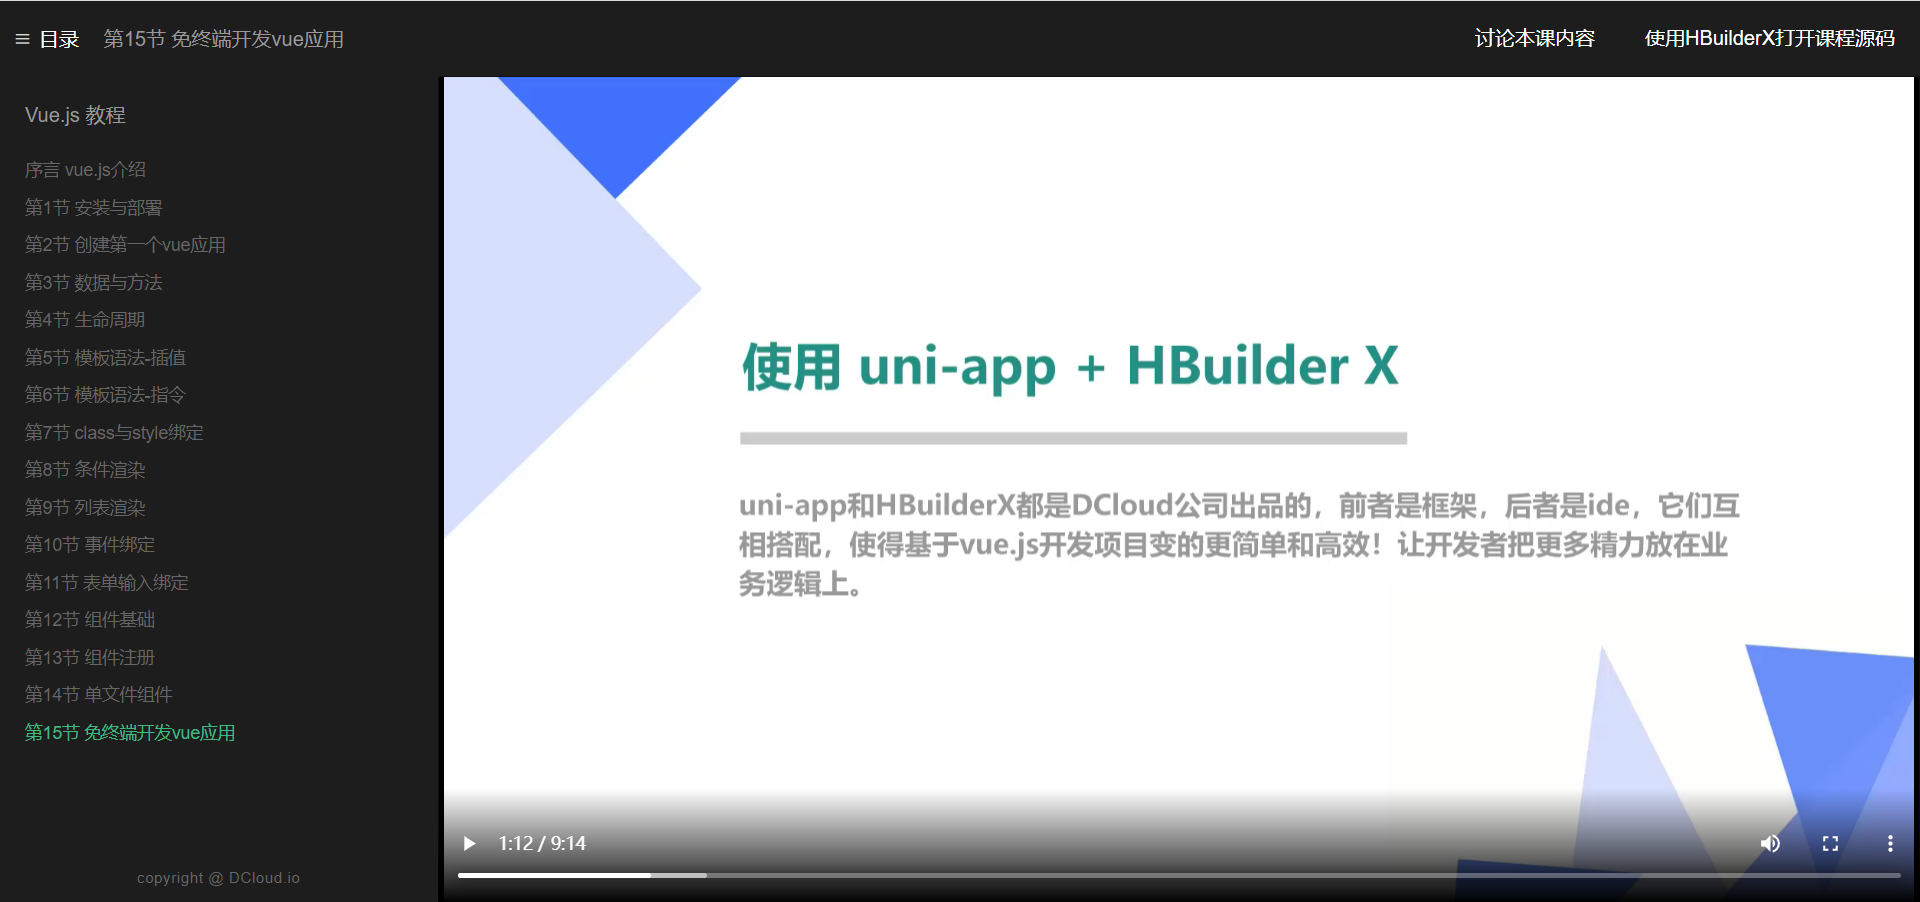 目录 第15节 免终端开发vue应用
讨论本课内容 使用HBuilderX打开课程源码
Vue.js 教程
序言 vue.js介绍
第1节 安装与部署
第2节 创建第一个vue应用
第3节 数据与方法
第4节 生命周期
第5节 模板语法-插值
第6节 模板语法-指令
第7节 class与style绑定
第8节 条件渲染
第9节 列表渲染
第10节 事件绑定
第11节 表单输入绑定
第12节 组件基础
第13节 组件注册
第14节 单文件组件
第15节 免终端开发vue应用
copyright @ DCloud.io
使用 uni-app + HBuilder X
uni-app和HBuilderX都是DCloud公司出品的，前者是框架，后者是ide，它们互
相搭配，使得基于vue.js开发项目变的更简单和高效！让开发者把更多精力放在业
务逻辑上。
1:12 / 9:14